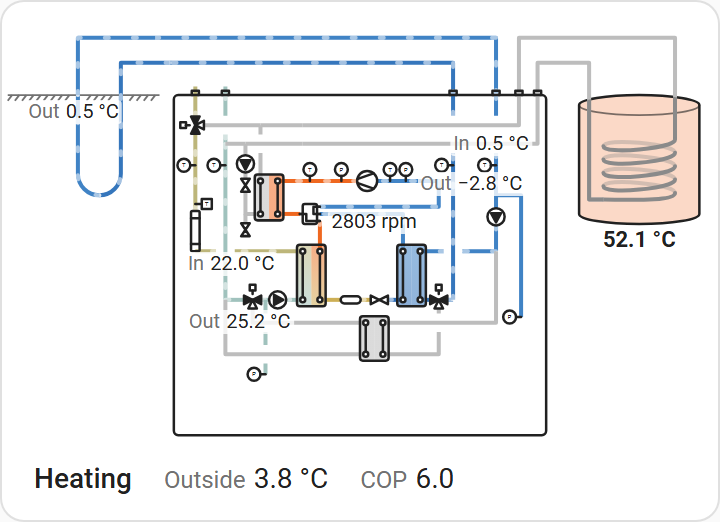 Out 0.5 °C
In 0.5 °C
Out −2.8 °C
2803 rpm
52.1 °C
In 22.0 °C
Out 25.2 °C
Heating Outside 3.8 °C COP 6.0